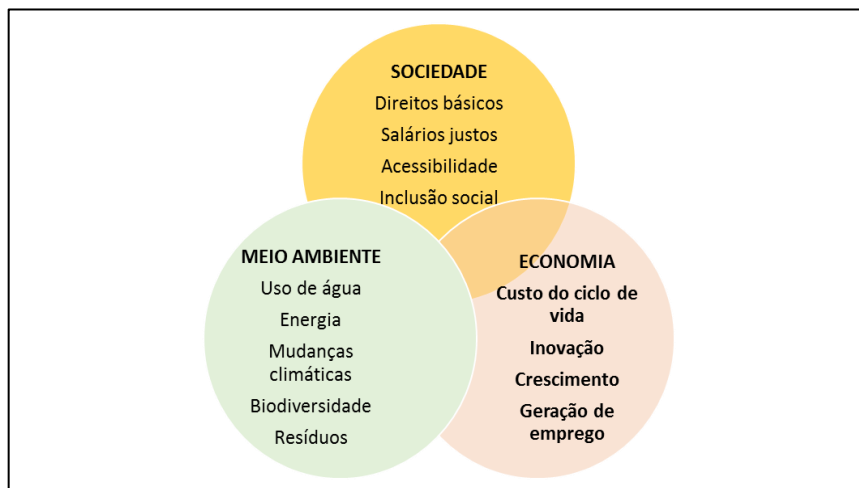 SOCIEDADE
Direitos básicos
Salários justos
Acessibilidade
Inclusão social
MEIO AMBIENTE
Uso de água
Energia
Mudanças
climáticas
Biodiversidade
Resíduos
ECONOMIA
Custo do ciclo de
vida
Inovação
Crescimento
Geração de
emprego